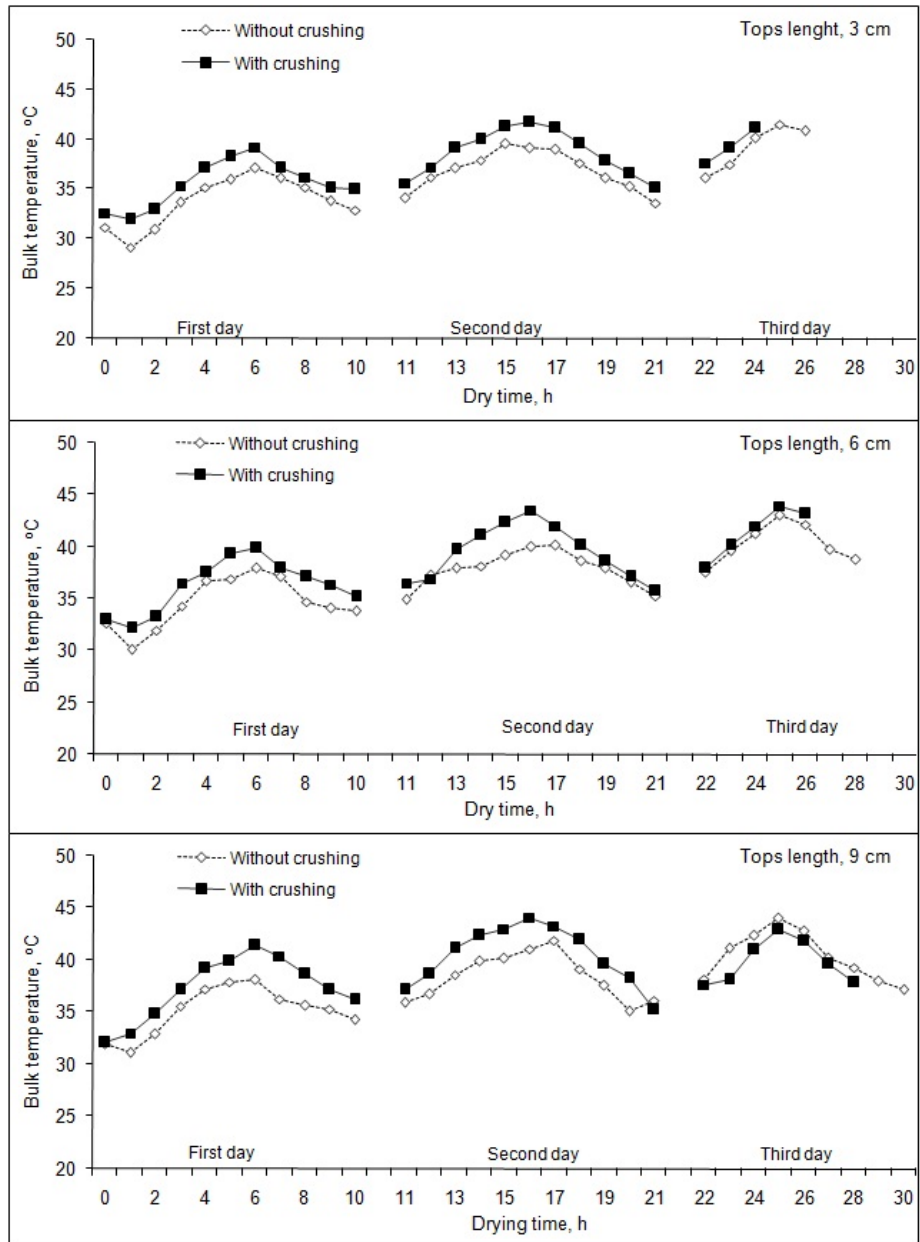 Without crushing
Tops lenght, 3 cm
With crushing
Bulk temperature, ºC
50
45
40
35
30
25
20
First day Second day Third day
0 2 4 6 8 10 11 13 15 17 19 21 22 24 26 28 30
Dry time, h
Without crushing
Tops length, 6 cm
With crushing
Bulk temperature, ºC
50
45
40
35
30
25
20
First day Second day Third day
0 2 4 6 8 10 11 13 15 17 19 21 22 24 26 28 30
Dry time, h
Without crushing
Tops length, 9 cm
With crushing
Bulk temperature, ºC
50
45
40
35
30
25
20
First day Second day Third day
0 2 4 6 8 10 11 13 15 17 19 21 22 24 26 28 30
Drying time, h